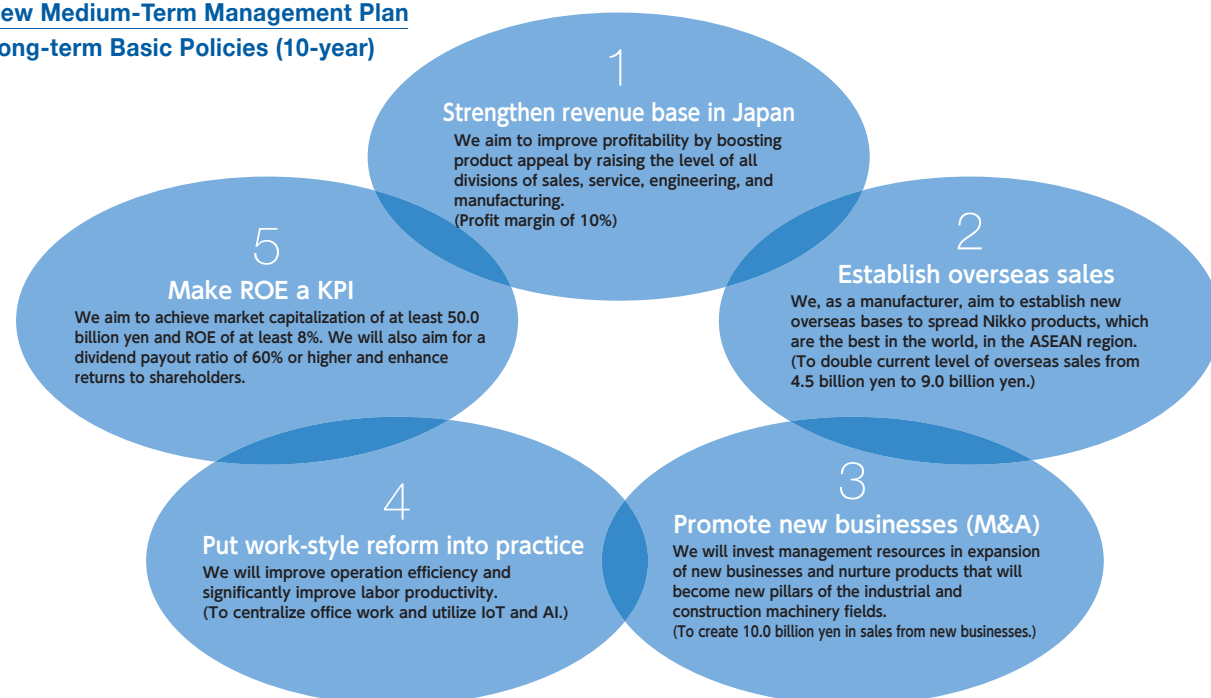 ew Medium-Term Management Plan
ong-term Basic Policies (10-year)
1
Strengthen revenue base in Japan
We aim to improve profitability by boosting
product appeal by raising the level of all
divisions of sales, service, engineering, and
manufacturing.
(Profit margin of 10%)
2
Establish overseas sales
We, as a manufacturer, aim to establish new
overseas bases to spread Nikko products, which
are the best in the world, in the ASEAN region.
(To double current level of overseas sales from
4.5 billion yen to 9.0 billion yen.)
3
Promote new businesses (M&A)
We will invest management resources in expansion
of new businesses and nurture products that will
become new pillars of the industrial and
construction machinery fields.
(To create 10.0 billion yen in sales from new businesses.)
4
Put work-style reform into practice
We will improve operation efficiency and
significantly improve labor productivity.
(To centralize office work and utilize IoT and AI.)
5
Make ROE a KPI
We aim to achieve market capitalization of at least 50.0
billion yen and ROE of at least 8%. We will also aim for a
dividend payout ratio of 60% or higher and enhance
returns to shareholders.